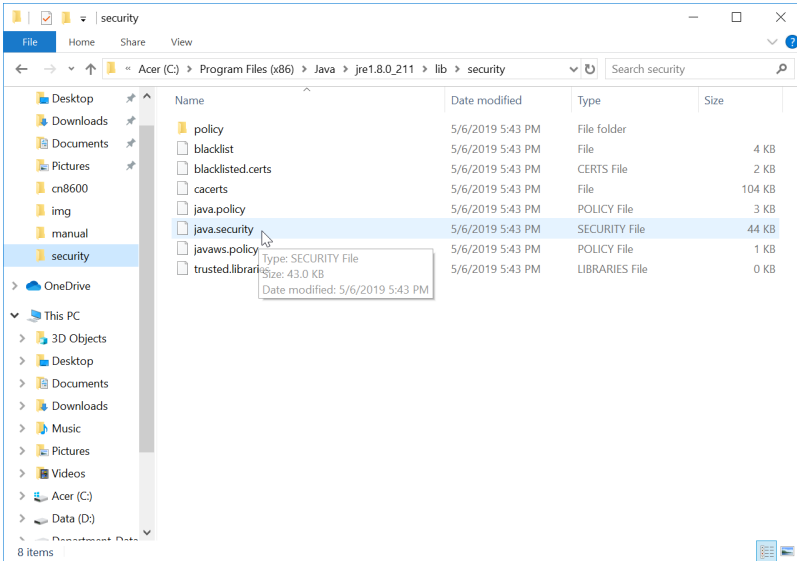 security
File Home Share View
« Acer (C:) Program Files (x86) Java jre1.8.0_211 lib security Search security
Name Date modified Type Size
Desktop
Downloads
Documents
Pictures
cn8600
img
manual
security
OneDrive
This PC
3D Objects
Desktop
Documents
Downloads
Music
Pictures
Videos
Acer (C:)
Data (D:)
policy 5/6/2019 5:43 PM File folder
blacklist 5/6/2019 5:43 PM File 4 KB
blacklisted.certs 5/6/2019 5:43 PM CERTS File 2 KB
cacerts 5/6/2019 5:43 PM File 104 KB
java.policy 5/6/2019 5:43 PM POLICY File 3 KB
java.security 5/6/2019 5:43 PM SECURITY File 44 KB
javaws.policy 5/6/2019 5:43 PM POLICY File 1 KB
trusted.librari 5/6/2019 5:43 PM LIBRARIES File 0 KB
Type: SECURITY File
Size: 43.0 KB
Date modified: 5/6/2019 5:43 PM
8 items